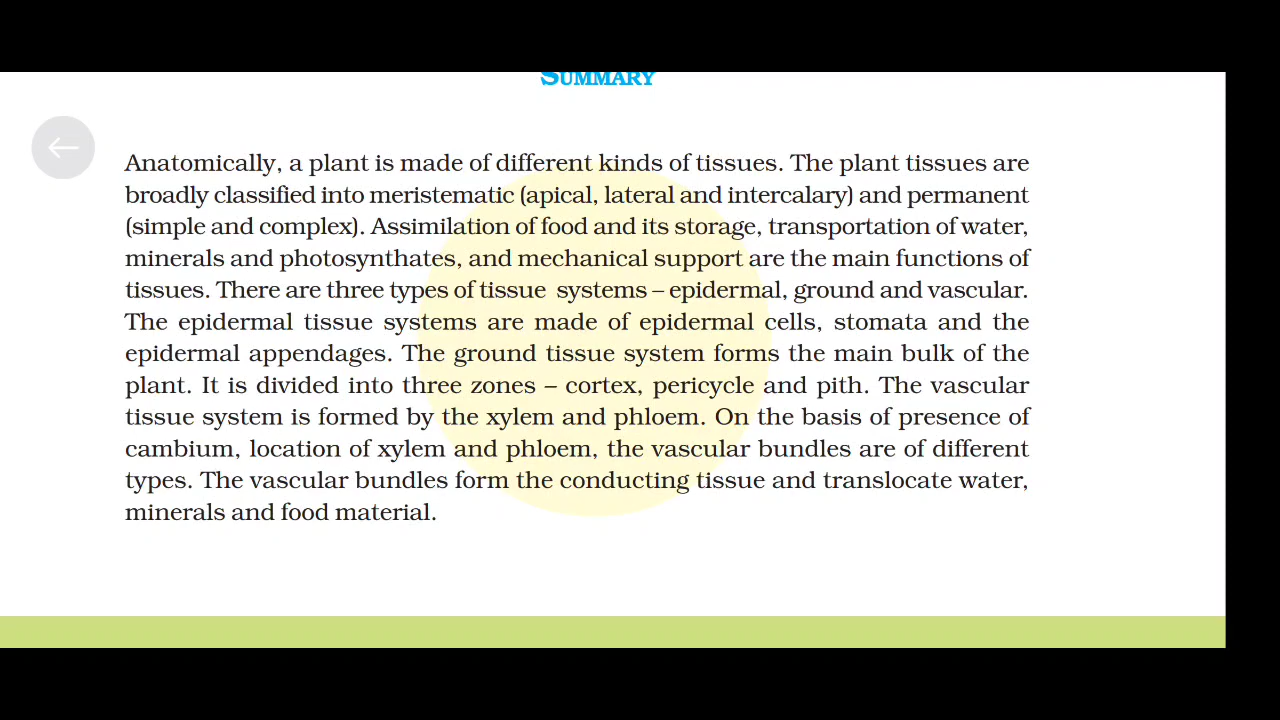 SUMMARY
Anatomically, a plant is made of different kinds of tissues. The plant tissues are
broadly classified into meristematic (apical, lateral and intercalary) and permanent
(simple and complex). Assimilation of food and its storage, transportation of water,
minerals and photosynthates, and mechanical support are the main functions of
tissues. There are three types of tissue systems – epidermal, ground and vascular.
The epidermal tissue systems are made of epidermal cells, stomata and the
epidermal appendages. The ground tissue system forms the main bulk of the
plant. It is divided into three zones – cortex, pericycle and pith. The vascular
tissue system is formed by the xylem and phloem. On the basis of presence of
cambium, location of xylem and phloem, the vascular bundles are of different
types. The vascular bundles form the conducting tissue and translocate water,
minerals and food material.